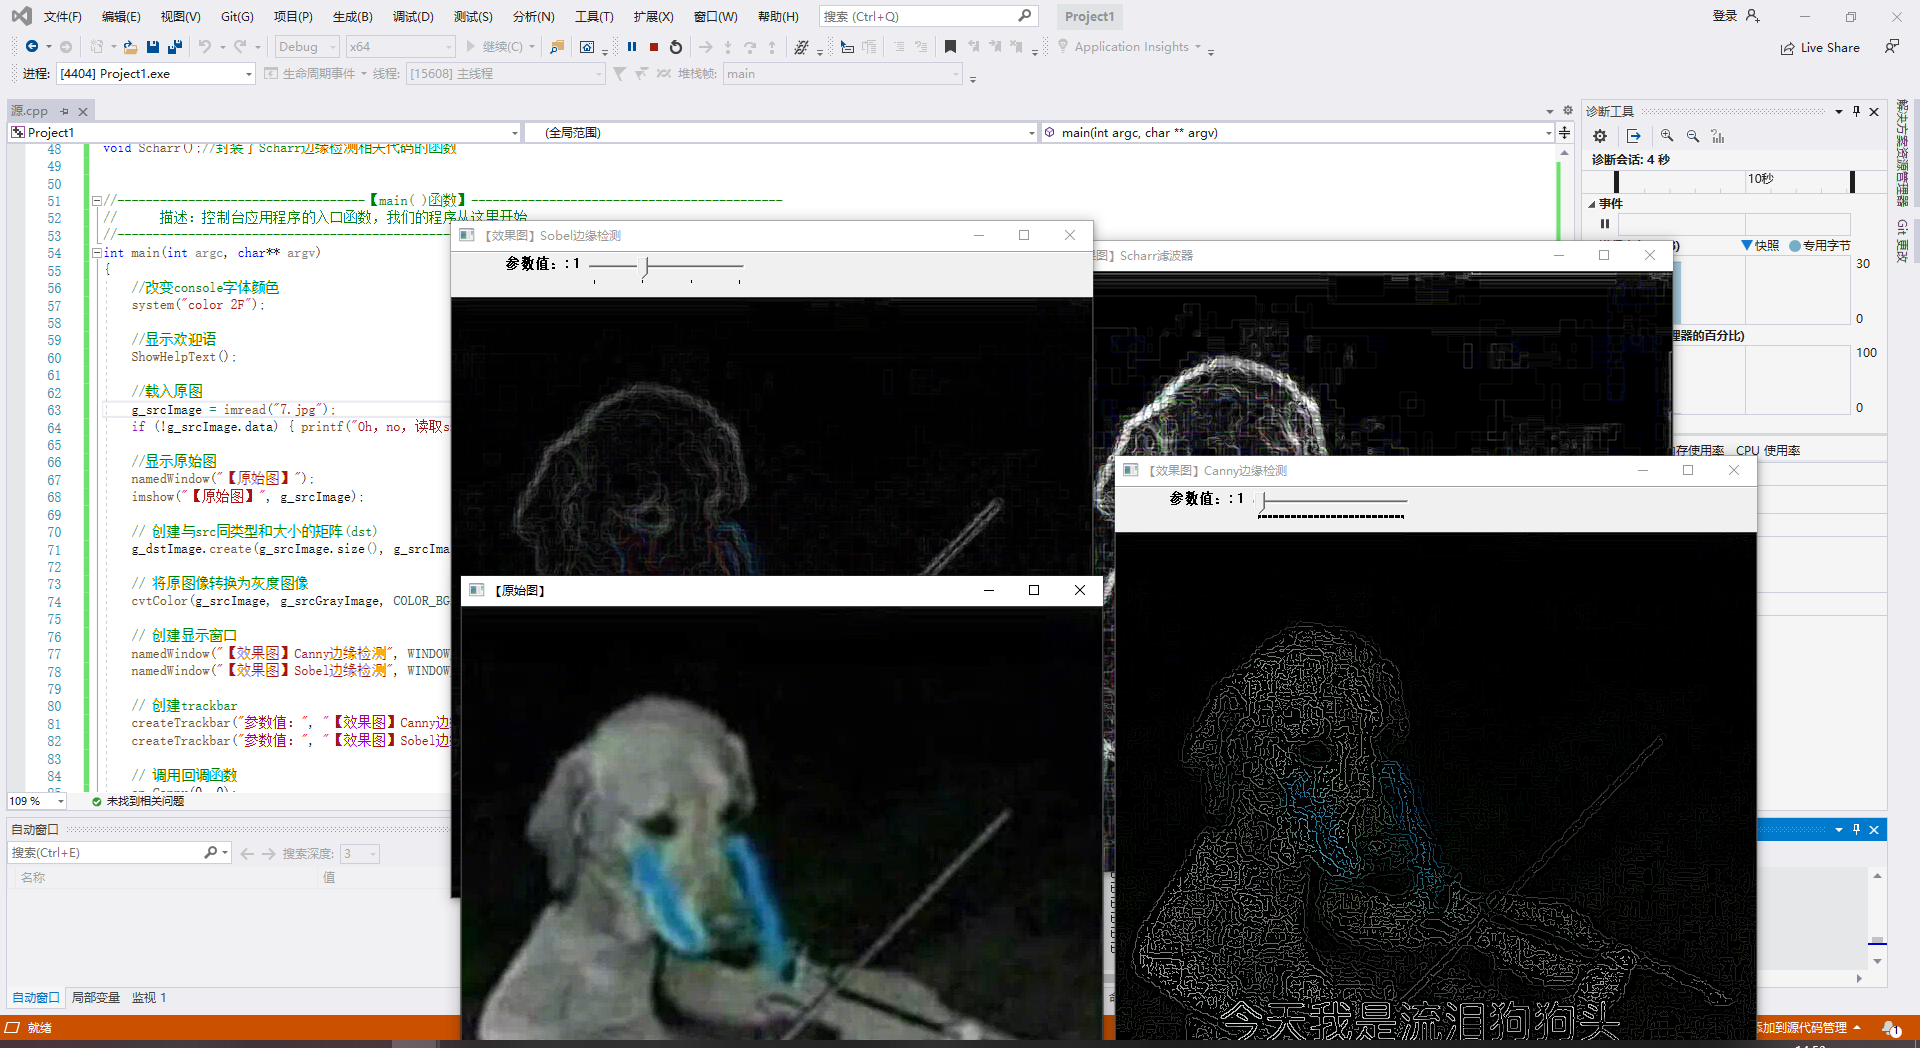 文件(F) 编辑(E) 视图(V) Git(G) 项目(P) 生成(B) 调试(D) 测试(S) 分析(N) 工具(T) 扩展(X) 窗口(W) 帮助(H) 搜索 (Ctrl+Q) Project1 登录
Debug x64 继续(C) Application Insights Live Share
进程: [4404] Project1.exe 生命周期事件 线程: [15608] 主线程 堆栈帧: main
源.cpp
Project1 (全局范围) main(int argc, char ** argv)
48 void Scharr();//封装了Scharr边缘检测相关代码的函数
49
50
51 //-----------------------------------【main( )函数】--------------------------------------------
52 // 描述：控制台应用程序的入口函数，我们的程序从这里开始
53 //-----------------------------------------------
54 int main(int argc, char** argv)
55 {
56 //改变console字体颜色
57 system("color 2F");
58
59 //显示欢迎语
60 ShowHelpText();
61
62 //载入原图
63 g_srcImage = imread("7.jpg");
64 if (!g_srcImage.data) { printf("Oh，no，读取s
65
66 //显示原始图
67 namedWindow("【原始图】");
68 imshow("【原始图】", g_srcImage);
69
70 // 创建与src同类型和大小的矩阵(dst)
71 g_dstImage.create(g_srcImage.size(), g_srcIma
72
73 // 将原图像转换为灰度图像
74 cvtColor(g_srcImage, g_srcGrayImage, COLOR_BG
75
76 // 创建显示窗口
77 namedWindow("【效果图】Canny边缘检测", WINDOW
78 namedWindow("【效果图】Sobel边缘检测", WINDOW
79
80 // 创建trackbar
81 createTrackbar("参数值：", "【效果图】Canny边
82 createTrackbar("参数值：", "【效果图】Sobel边
83
84 // 调用回调函数
109 % 未找到相关问题
自动窗口
搜索(Ctrl+E) 搜索深度: 3
名称 值
自动窗口 局部变量 监视 1
就绪
【效果图】Sobel边缘检测
参数值：: 1
图】Scharr滤波器
【效果图】Canny边缘检测
参数值：: 1
今天我是流泪狗狗头
【原始图】
诊断工具
诊断会话: 4 秒
10秒
事件
快照 专用字节
30
0
理器的百分比)
100
0
存使用率 CPU 使用率
解决方案资源管理器
Git 更改
添加到源代码管理 1